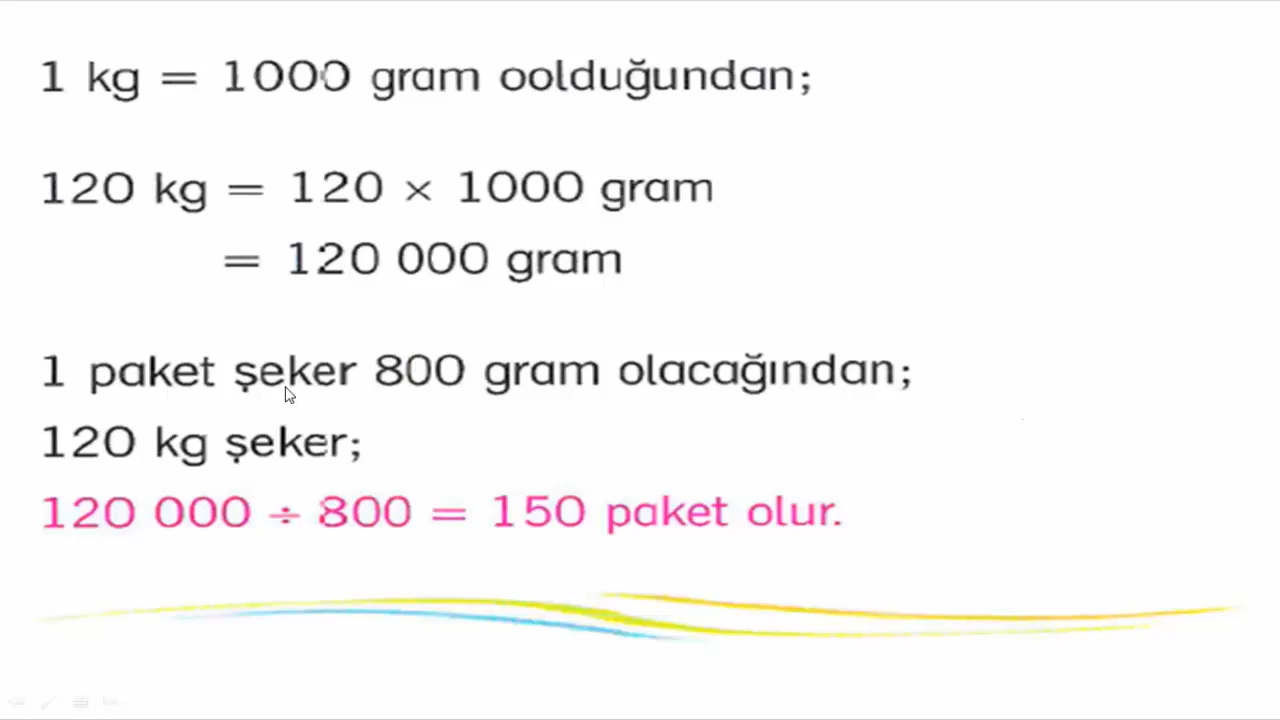 1 kg = 1000 gram oolduğundan;
120 kg = 120 × 1000 gram
= 120 000 gram
1 paket şeker 800 gram olacağından;
120 kg şeker;
120 000 ÷ 800 = 150 paket olur.